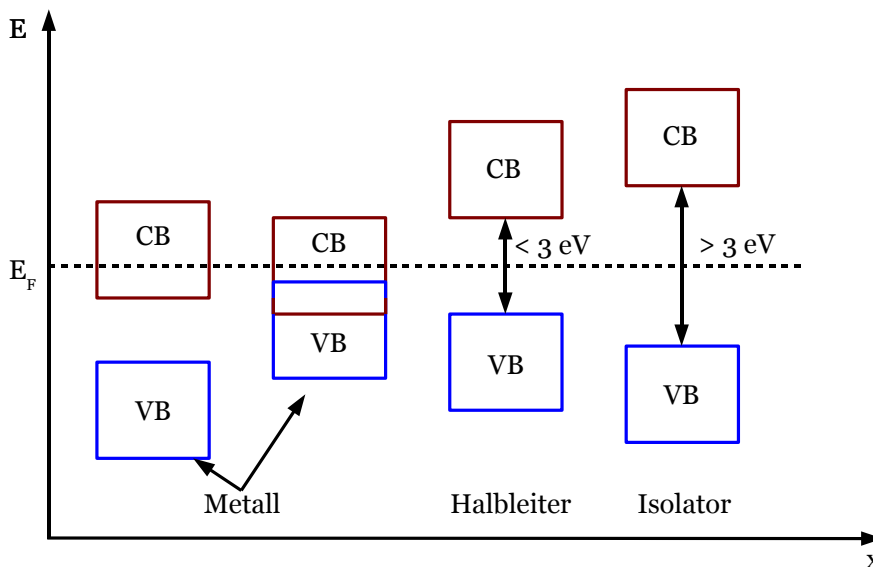 E
CB
CB
CB
CB
< 3 eV
> 3 eV
E_F
VB
VB
VB
VB
Metall
Halbleiter
Isolator
x